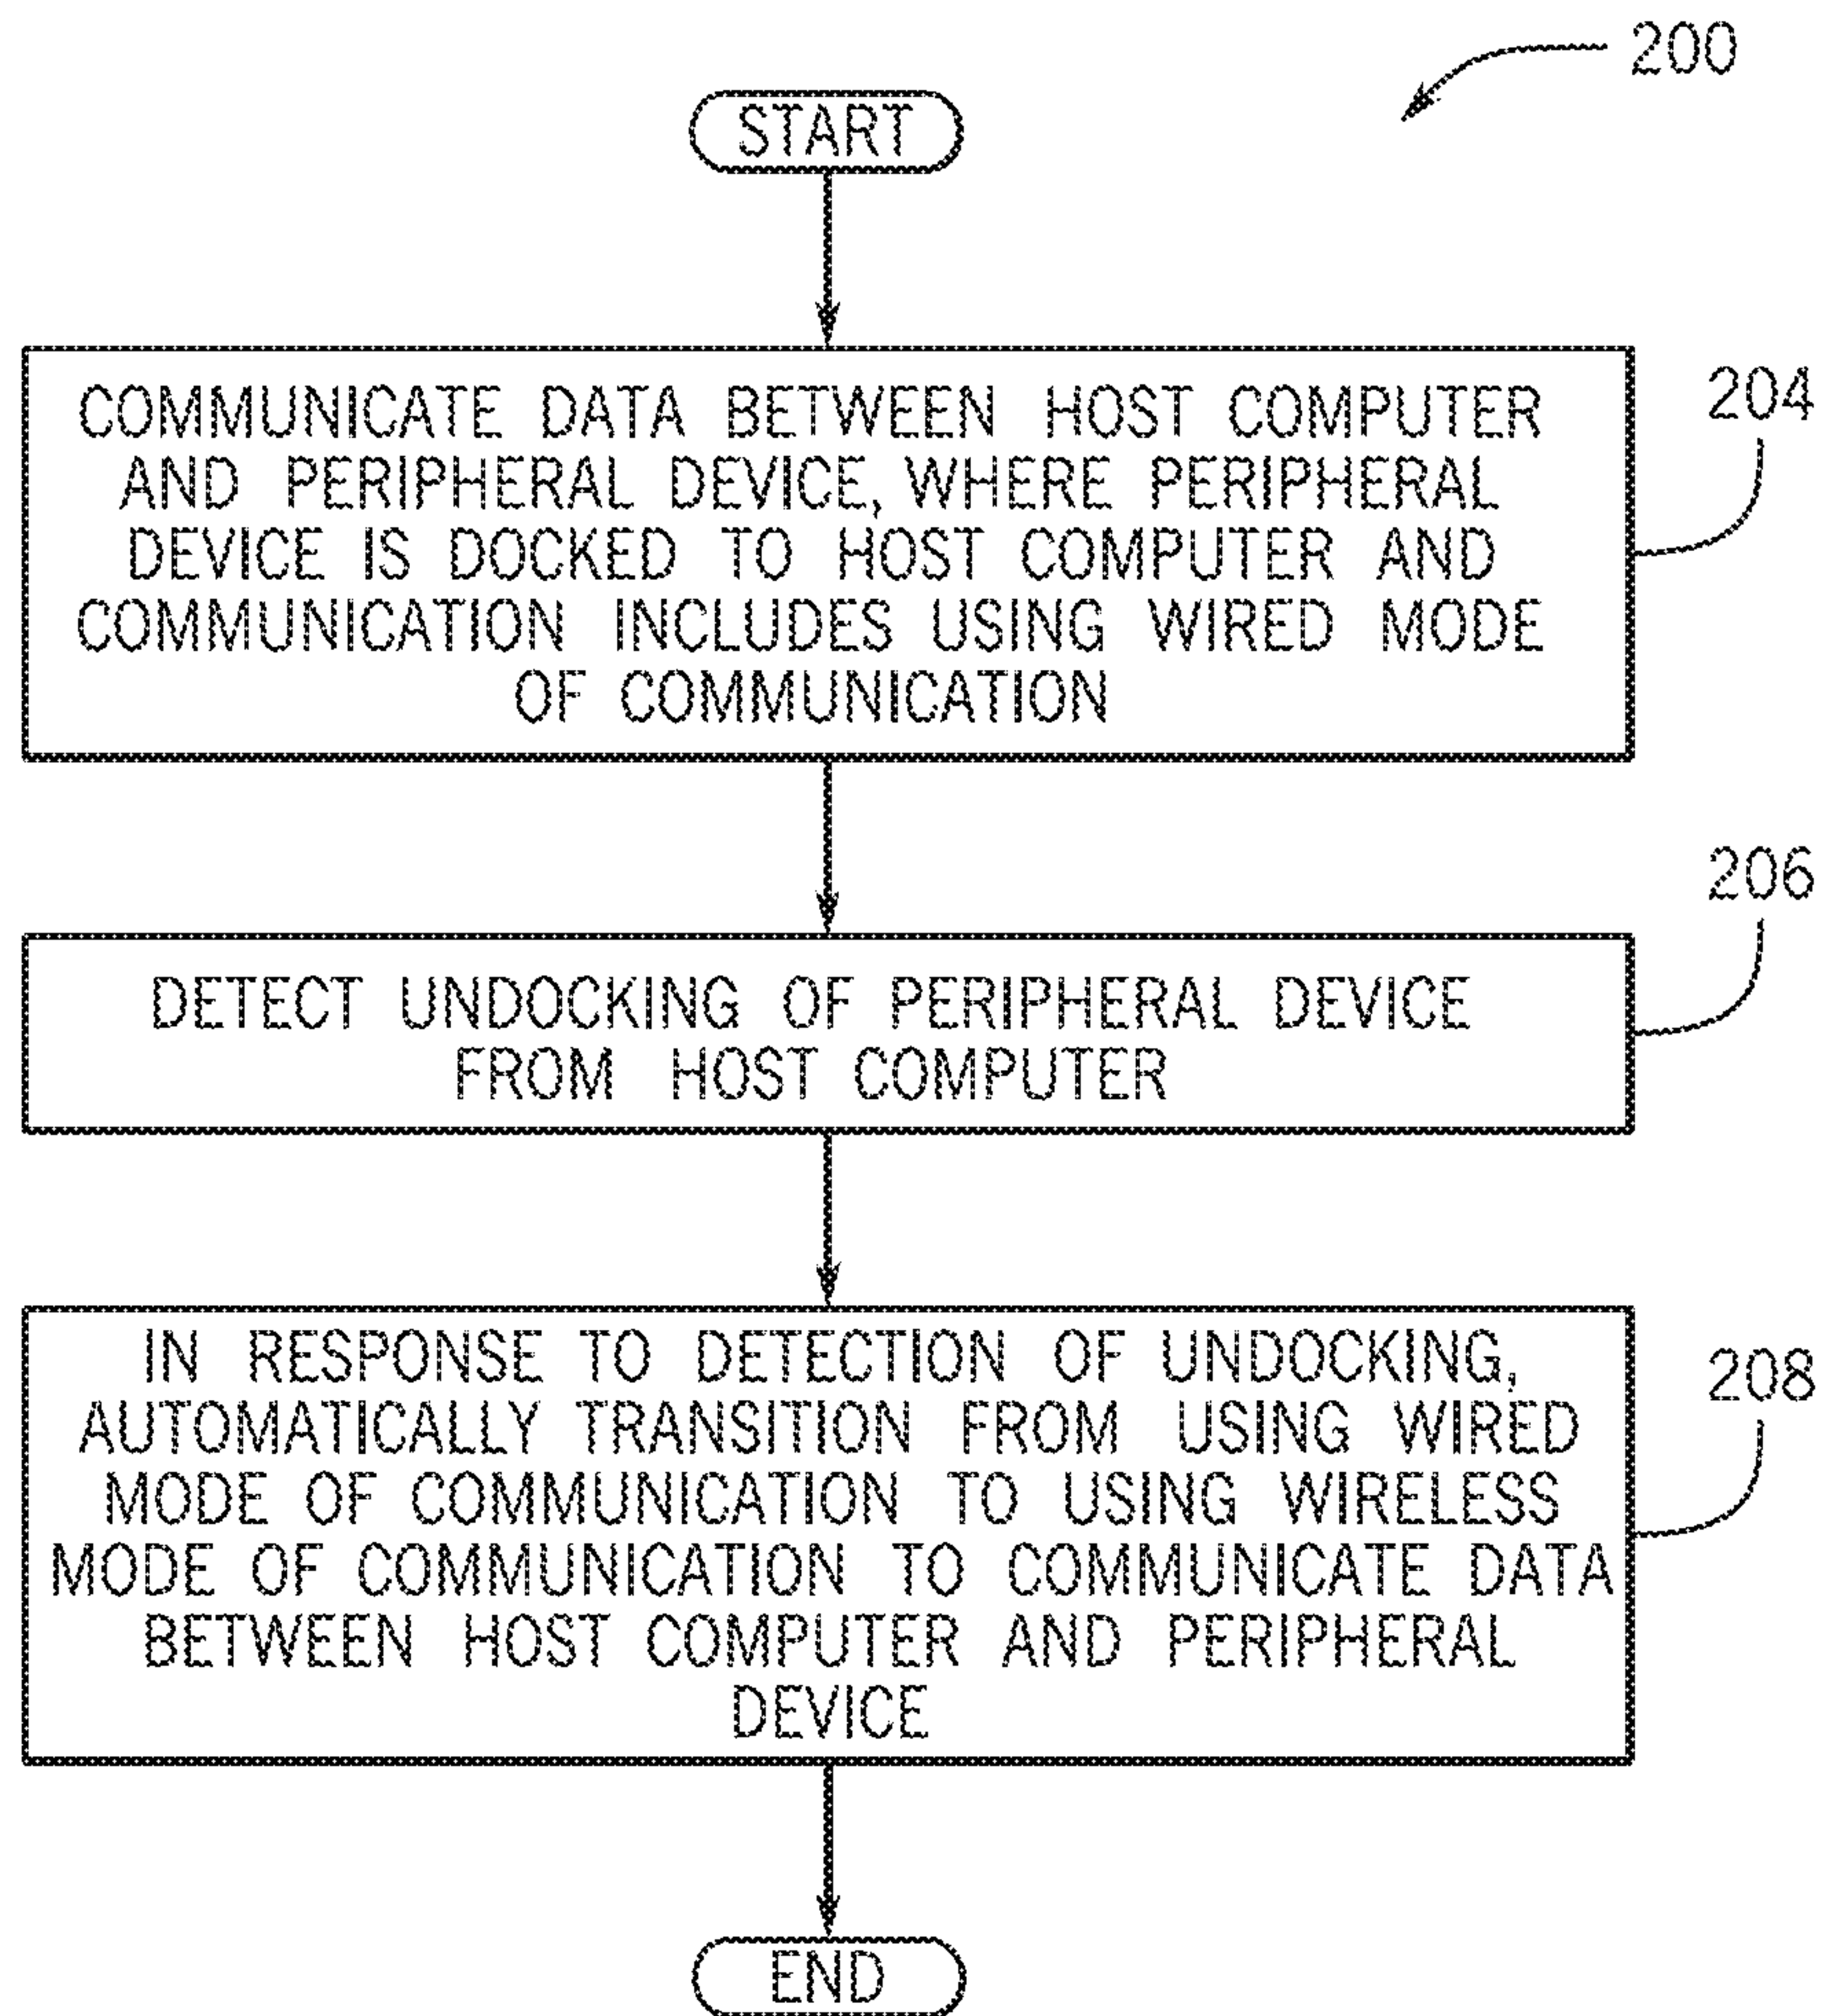 200
START
COMMUNICATE DATA BETWEEN HOST COMPUTER
AND PERIPHERAL DEVICE, WHERE PERIPHERAL
DEVICE IS DOCKED TO HOST COMPUTER AND
COMMUNICATION INCLUDES USING WIRED MODE
OF COMMUNICATION
204
DETECT UNDOCKING OF PERIPHERAL DEVICE
FROM HOST COMPUTER
206
IN RESPONSE TO DETECTION OF UNDOCKING,
AUTOMATICALLY TRANSITION FROM USING WIRED
MODE OF COMMUNICATION TO USING WIRELESS
MODE OF COMMUNICATION TO COMMUNICATE DATA
BETWEEN HOST COMPUTER AND PERIPHERAL
DEVICE
208
END